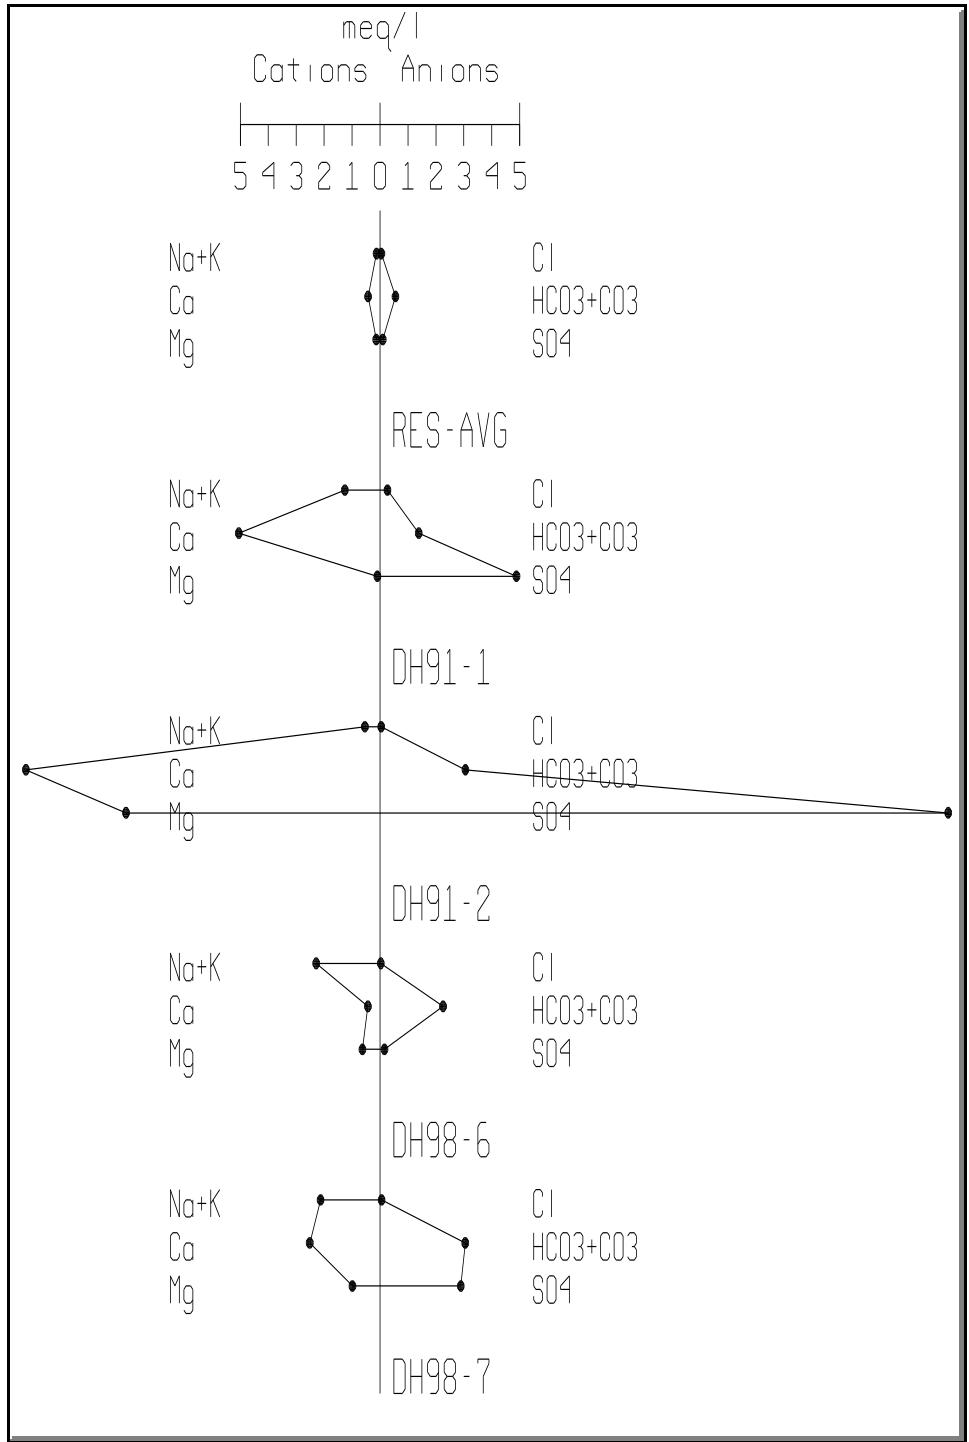 meq/l
Cations Anions
5 4 3 2 1 0 1 2 3 4 5
Na+K Cl
Ca HCO3+CO3
Mg SO4
RES-AVG
Na+K Cl
Ca HCO3+CO3
Mg SO4
DH91-1
Na+K Cl
Ca HCO3+CO3
Mg SO4
DH91-2
Na+K Cl
Ca HCO3+CO3
Mg SO4
DH98-6
Na+K Cl
Ca HCO3+CO3
Mg SO4
DH98-7